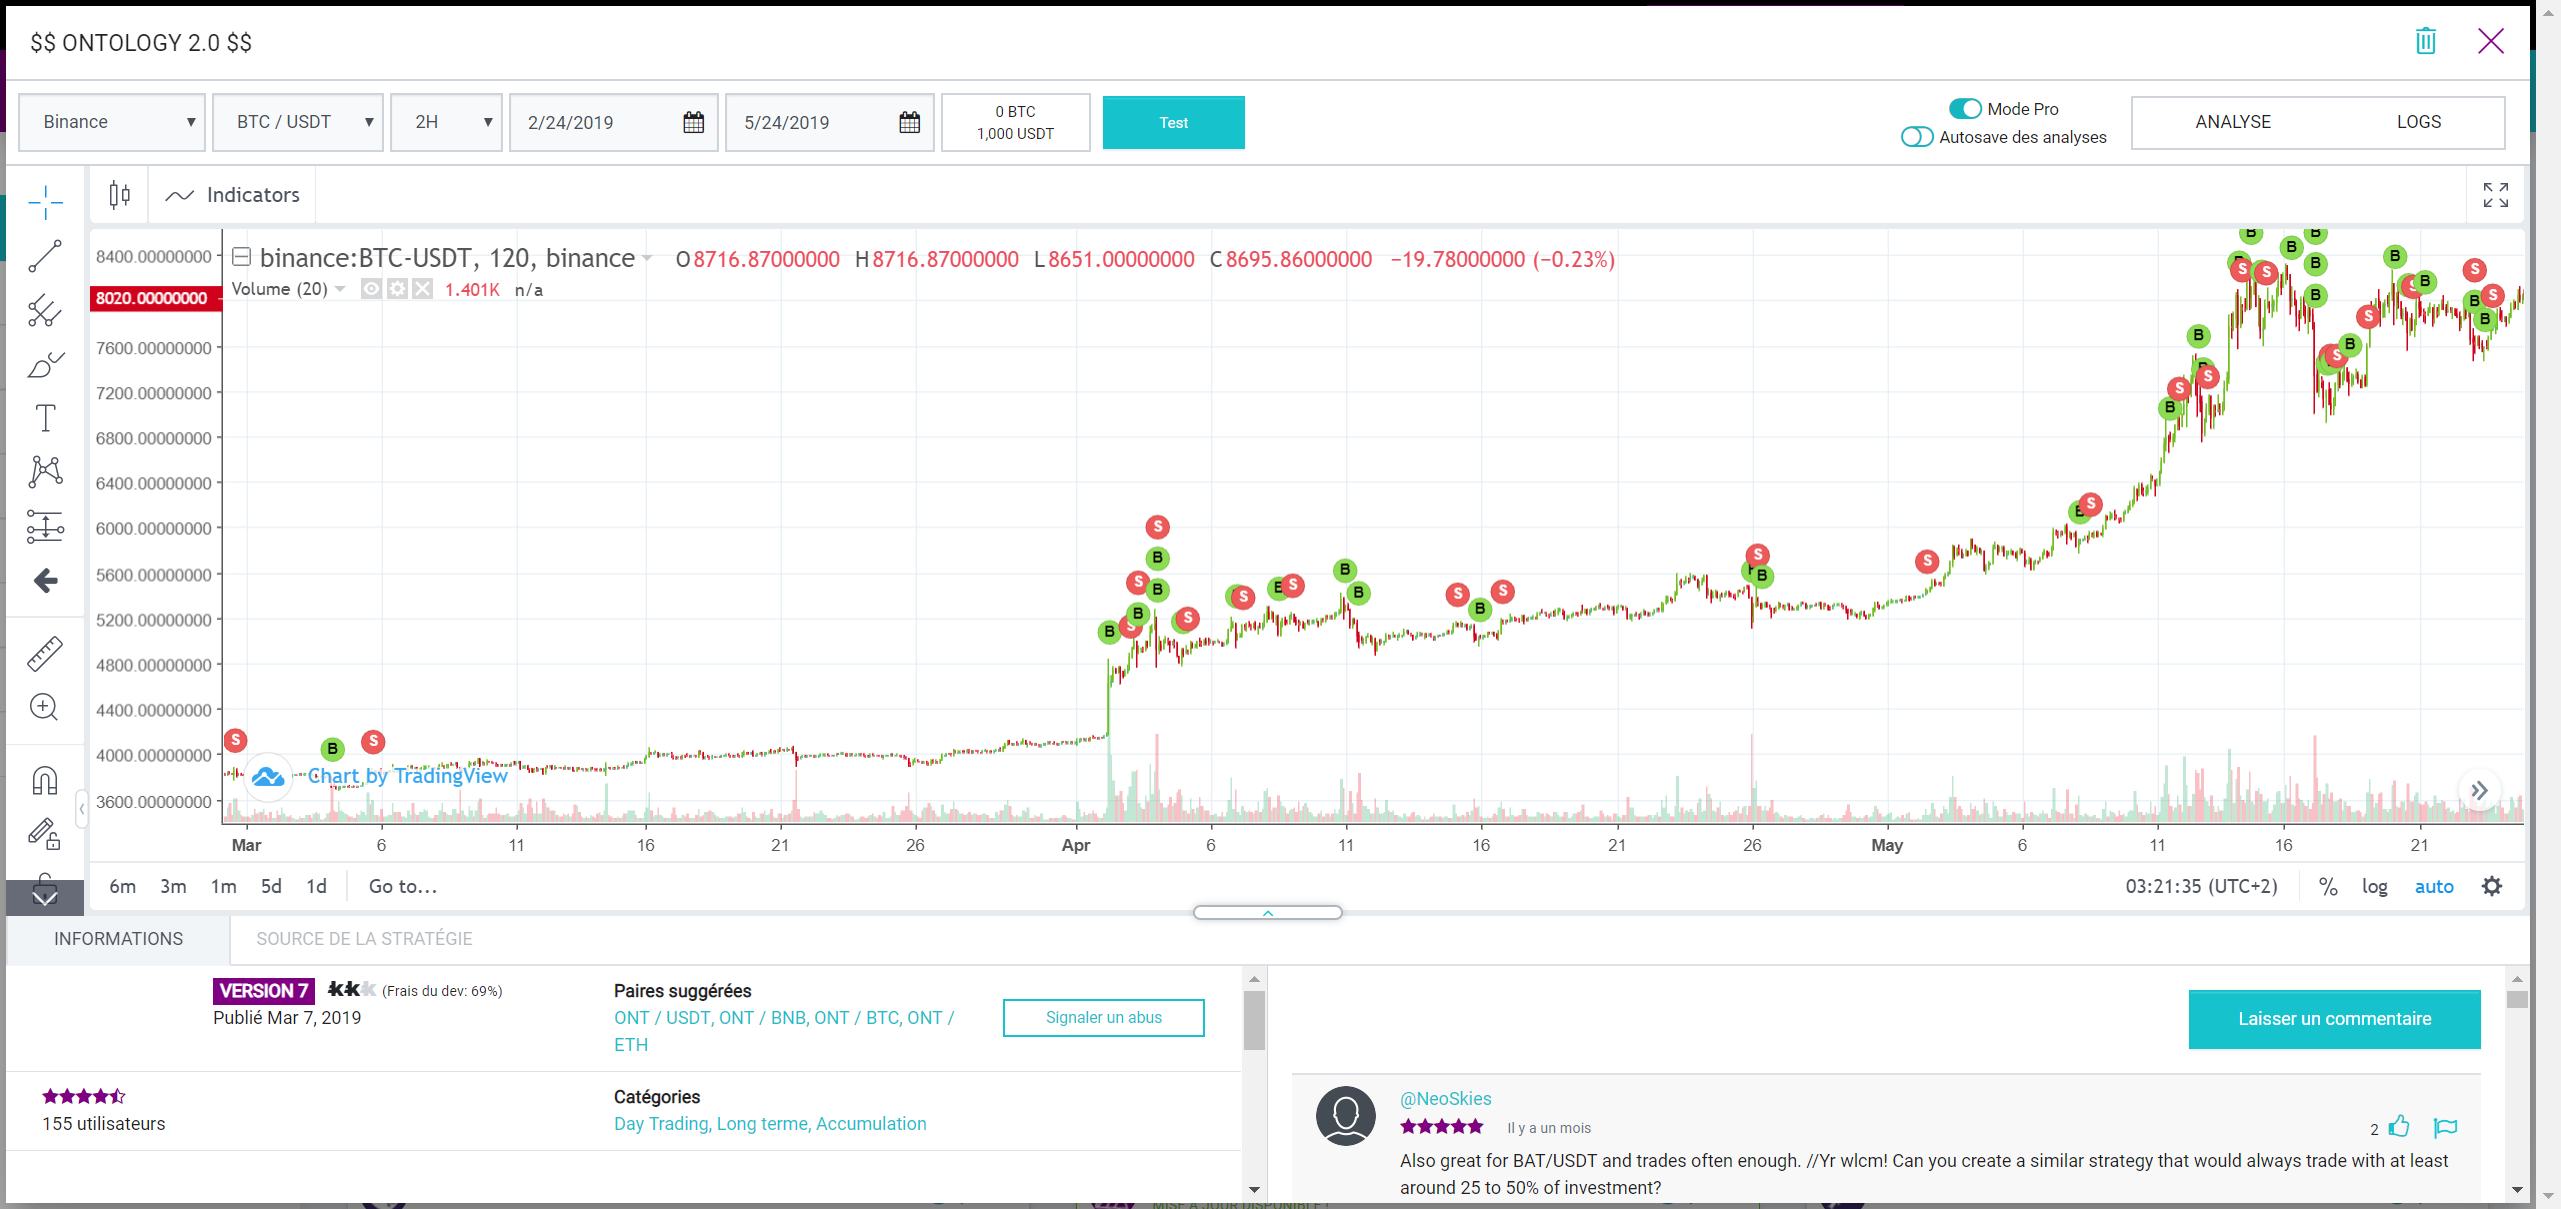 $$ ONTOLOGY 2.0 $$
Binance
BTC / USDT
2H
2/24/2019
5/24/2019
0 BTC
1,000 USDT
Test
Mode Pro
Autosave des analyses
ANALYSE
LOGS
Indicators
binance:BTC-USDT, 120, binance
O8716.87000000 H8716.87000000 L8651.00000000 C8695.86000000 −19.78000000 (−0.23%)
Volume (20)
1.401K n/a
8400.00000000
8020.00000000
7600.00000000
7200.00000000
6800.00000000
6400.00000000
6000.00000000
5600.00000000
5200.00000000
4800.00000000
4400.00000000
4000.00000000
3600.00000000
Chart by TradingView
Mar 6 11 16 21 26 Apr 6 11 16 21 26 May 6 11 16 21
6m 3m 1m 5d 1d Go to...
03:21:35 (UTC+2) % log auto
INFORMATIONS
SOURCE DE LA STRATÉGIE
VERSION 7
(Frais du dev: 69%)
Publié Mar 7, 2019
Paires suggérées
ONT / USDT, ONT / BNB, ONT / BTC, ONT /
ETH
Signaler un abus
155 utilisateurs
Catégories
Day Trading, Long terme, Accumulation
Laisser un commentaire
@NeoSkies
Il y a un mois
2
Also great for BAT/USDT and trades often enough. //Yr wlcm! Can you create a similar strategy that would always trade with at least
around 25 to 50% of investment?